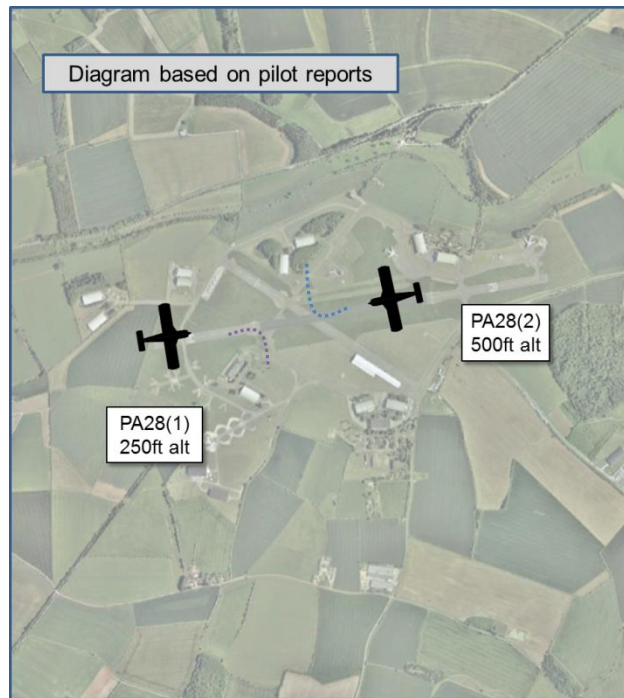 Diagram based on pilot reports
PA28(2)
500ft alt
PA28(1)
250ft alt